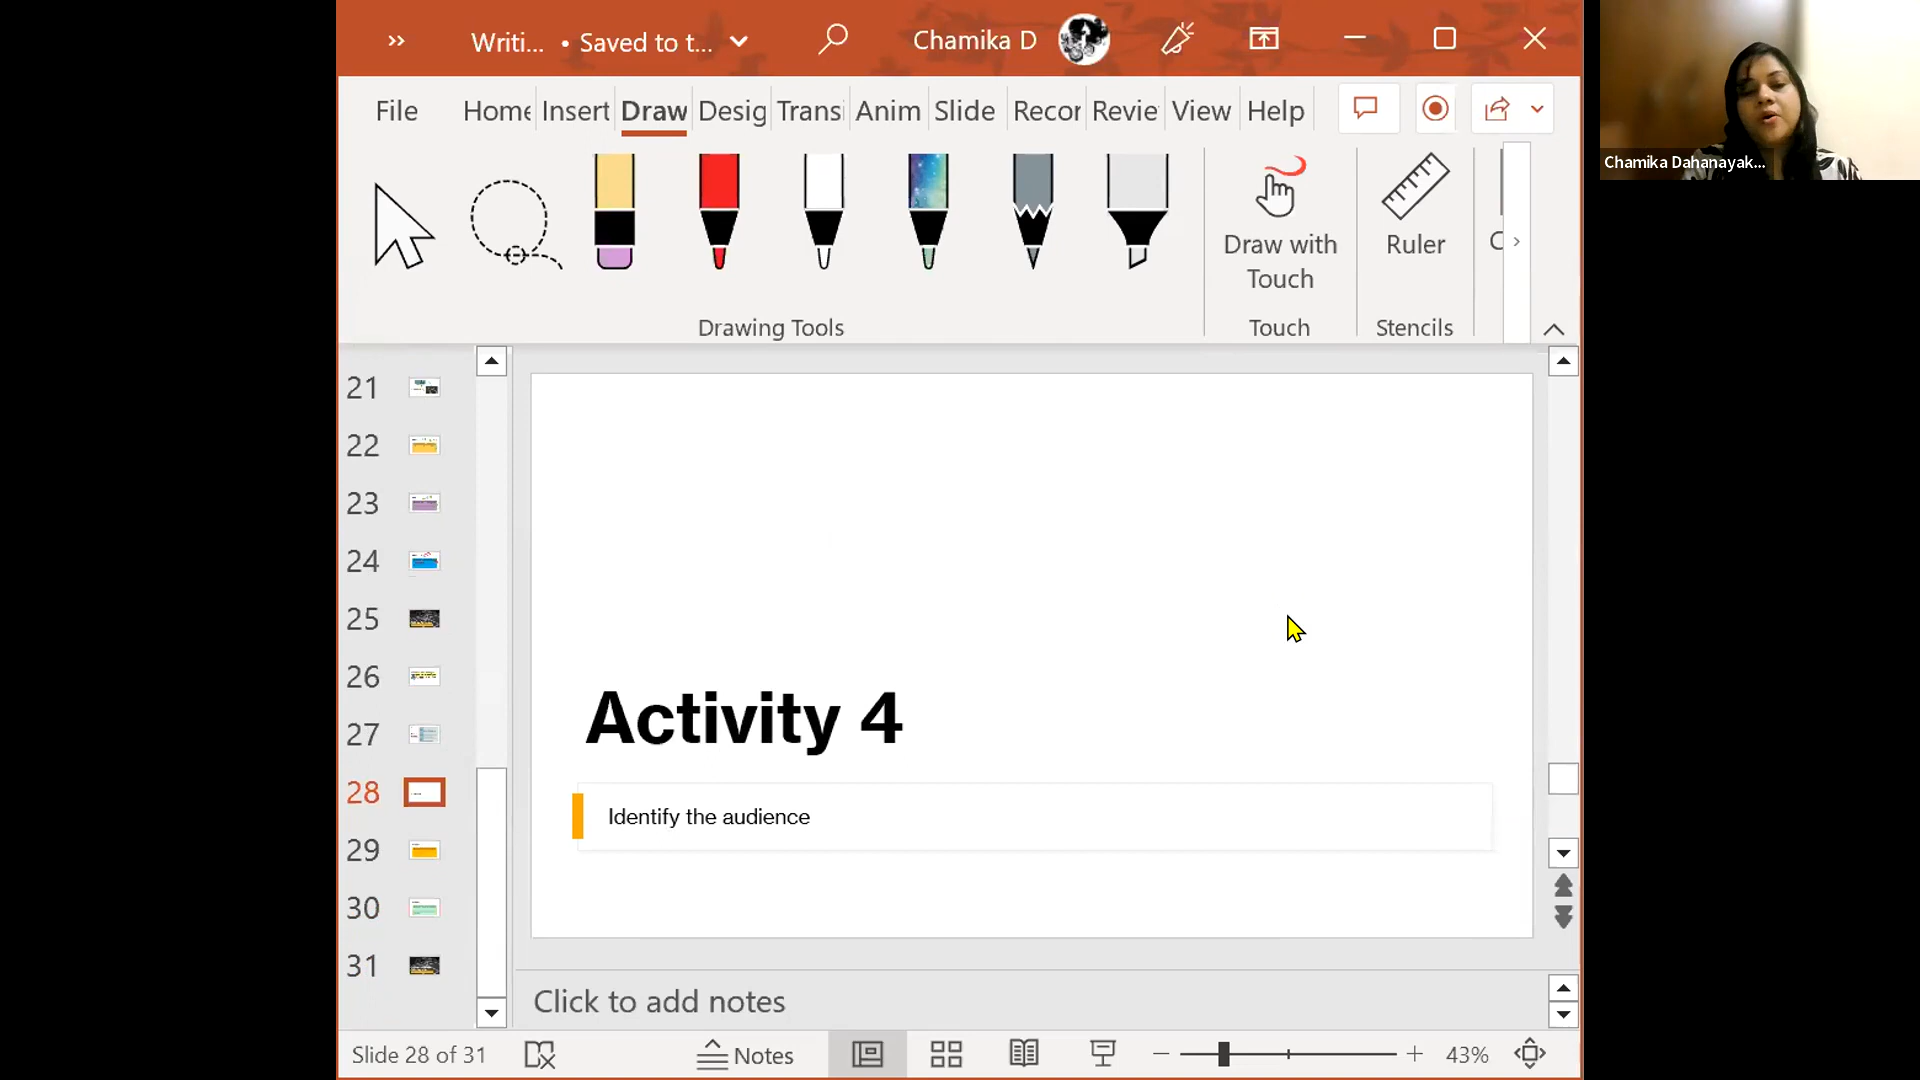 Writi... • Saved to t...
Chamika D
File Home Insert Draw Desig Transi Anim Slide Recor Revie View Help
Draw with
Touch
Ruler
Drawing Tools
Touch
Stencils
21
22
23
24
25
26
27
28
29
30
31
Activity 4
Identify the audience
Click to add notes
Slide 28 of 31
Notes
43%
Chamika Dahanayak...